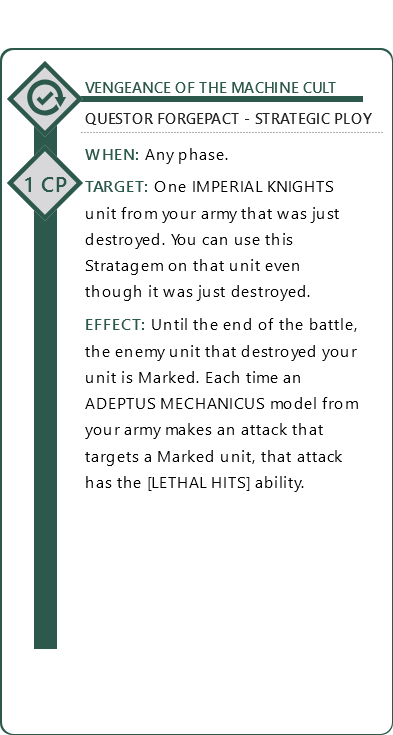 VENGEANCE OF THE MACHINE CULT
QUESTOR FORGEPACT - STRATEGIC PLOY
WHEN: Any phase.
1 CP
TARGET: One IMPERIAL KNIGHTS
unit from your army that was just
destroyed. You can use this
Stratagem on that unit even
though it was just destroyed.
EFFECT: Until the end of the battle,
the enemy unit that destroyed your
unit is Marked. Each time an
ADEPTUS MECHANICUS model from
your army makes an attack that
targets a Marked unit, that attack
has the [LETHAL HITS] ability.